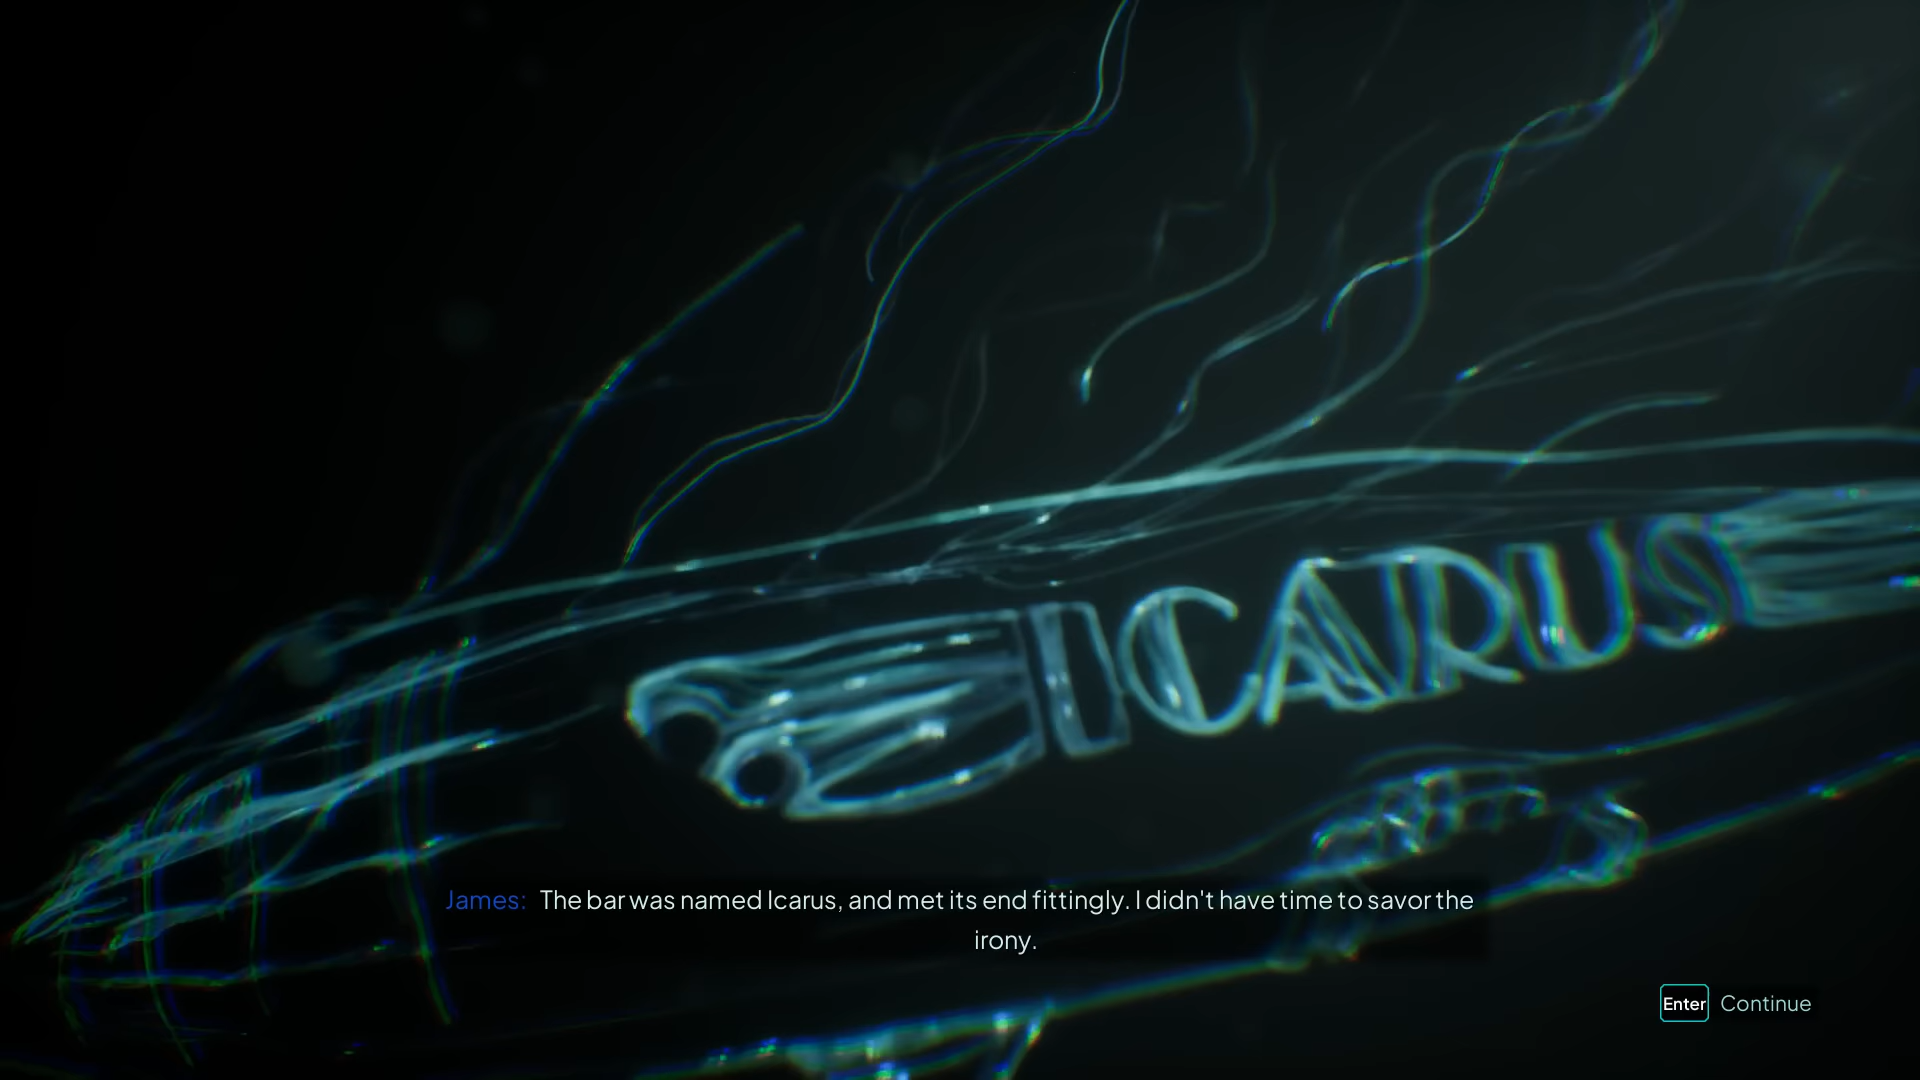 ICARUS
James: The bar was named Icarus, and met its end fittingly. I didn't have time to savor the
irony.
Enter Continue